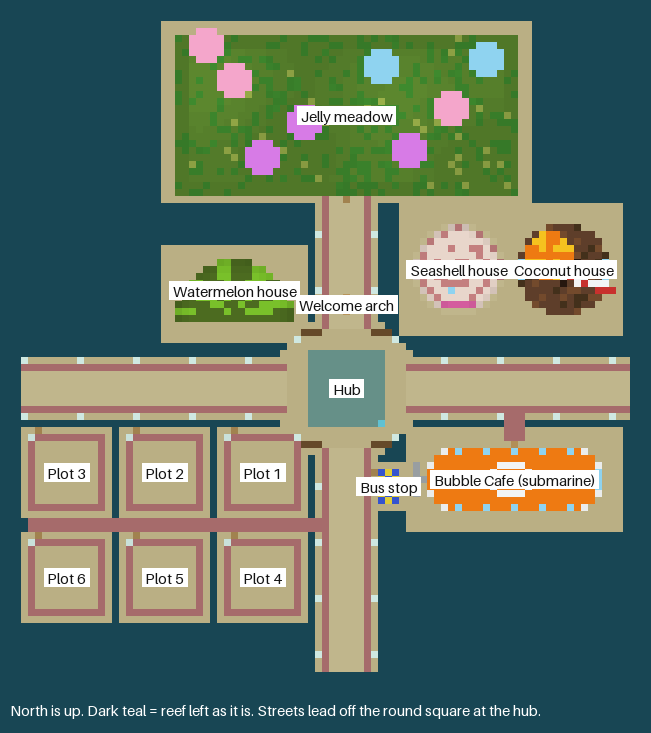 Jelly meadow
Seashell house
Coconut house
Watermelon house
Welcome arch
Hub
Plot 3
Plot 2
Plot 1
Bus stop
Bubble Cafe (submarine)
Plot 6
Plot 5
Plot 4
North is up. Dark teal = reef left as it is. Streets lead off the round square at the hub.